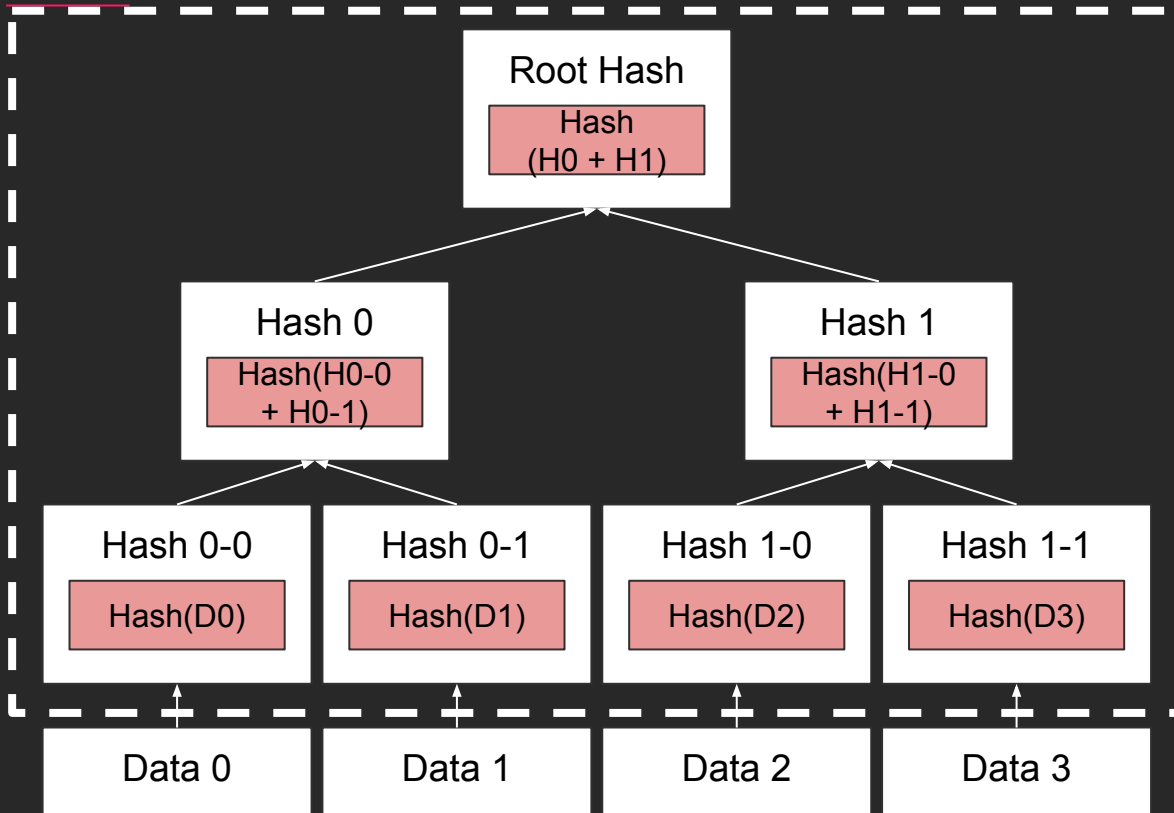 Root Hash
Hash
(H0 + H1)
Hash 0
Hash(H0-0
+ H0-1)
Hash 1
Hash(H1-0
+ H1-1)
Hash 0-0
Hash(D0)
Hash 0-1
Hash(D1)
Hash 1-0
Hash(D2)
Hash 1-1
Hash(D3)
Data 0
Data 1
Data 2
Data 3